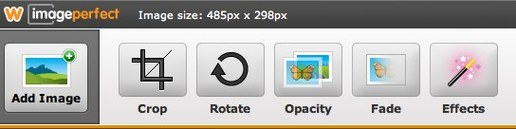 W imageperfect Image size: 485px x 298px
Add Image Crop Rotate Opacity Fade Effects